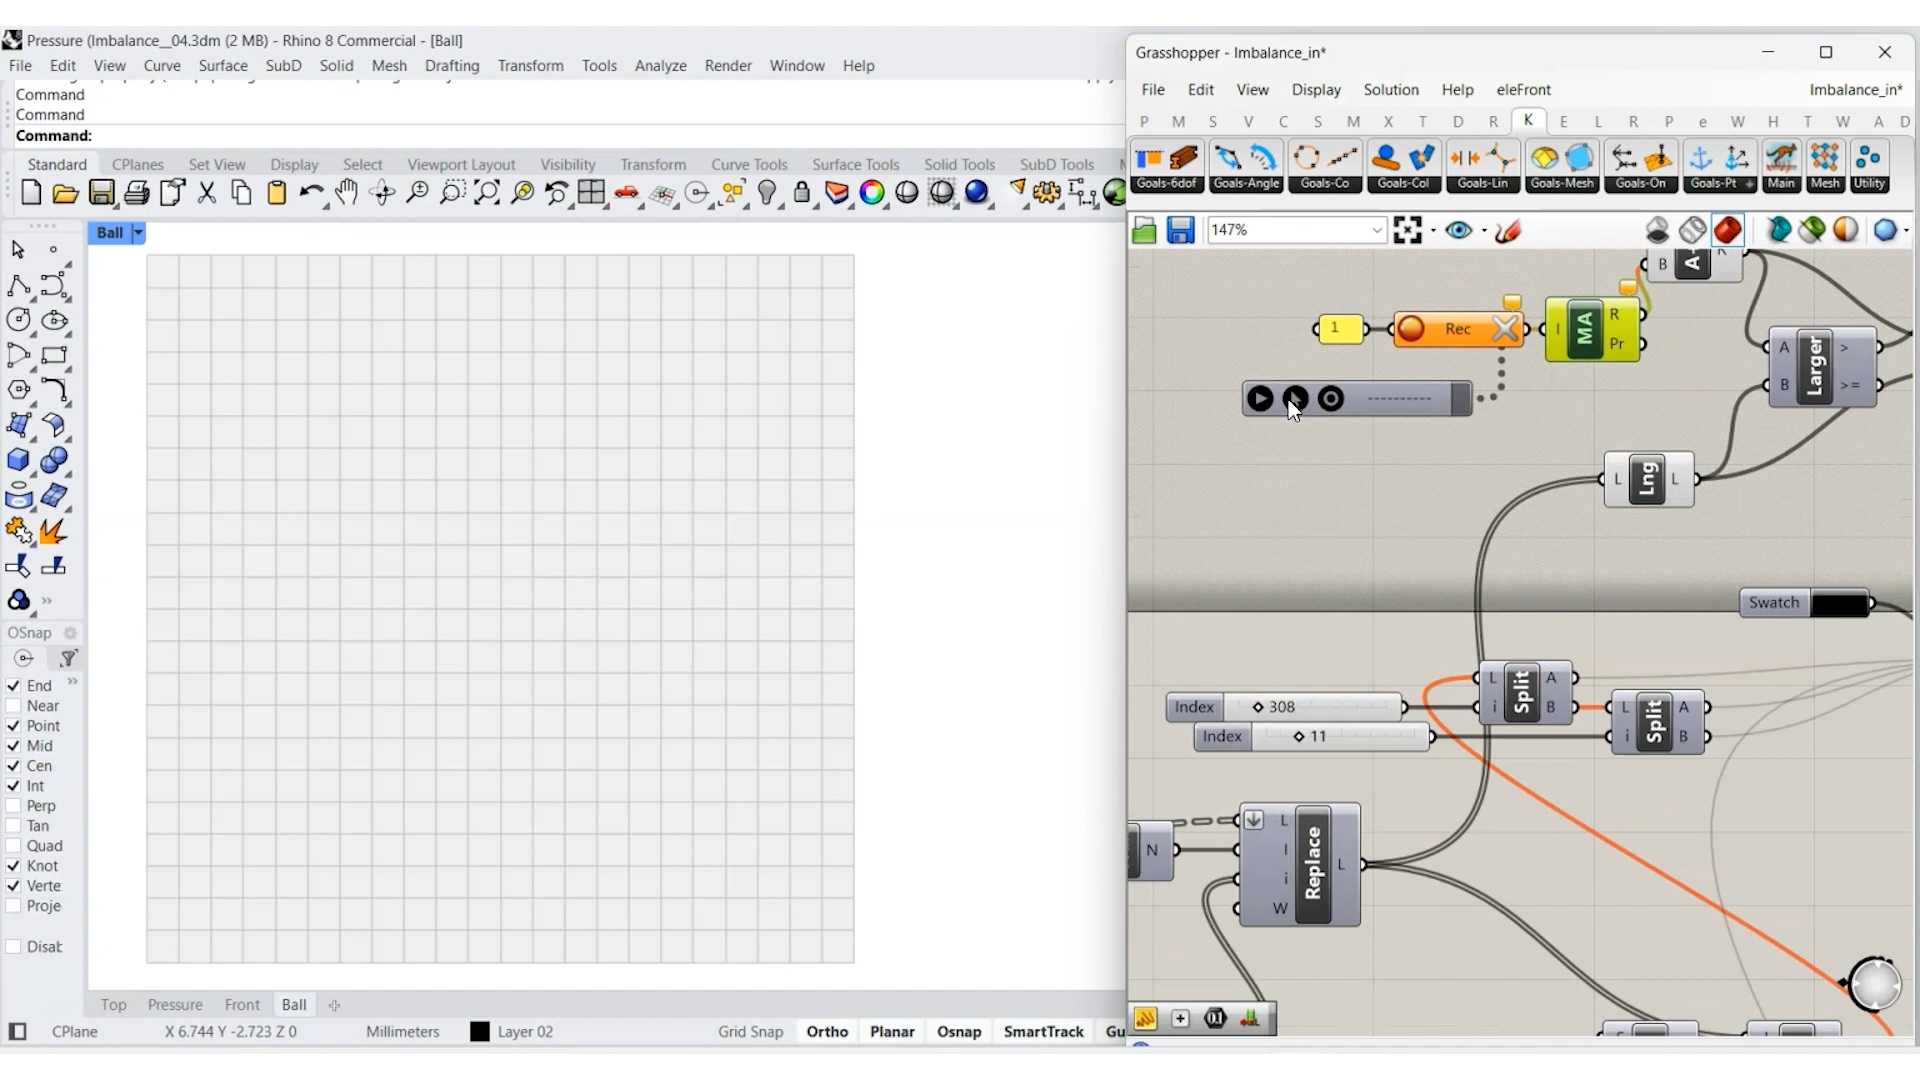 Pressure (Imbalance__04.3dm (2 MB) - Rhino 8 Commercial - [Ball]
File Edit View Curve Surface SubD Solid Mesh Drafting Transform Tools Analyze Render Window Help
Command
Command
Command:
Standard CPlanes Set View Display Select Viewport Layout Visibility Transform Curve Tools Surface Tools Solid Tools SubD Tools
Ball
OSnap
End
Near
Point
Mid
Cen
Int
Perp
Tan
Quad
Knot
Verte
Proje
Disat
Top Pressure Front Ball
CPlane X 6.744 Y -2.723 Z 0 Millimeters Layer 02 Grid Snap Ortho Planar Osnap SmartTrack Gu
Grasshopper - Imbalance_in*
File Edit View Display Solution Help eleFront Imbalance_in*
P M S V C S M X T D R K E L R P e W H T W A D
Goals-6dof Goals-Angle Goals-Co Goals-Col Goals-Lin Goals-Mesh Goals-On Goals-Pt Main Mesh Utility
147%
B A R
1 Rec I MA R Pr
A B Larger > >=
L Lng L
Swatch
L i Split A B
Index 308
Index 11
L i Split A B
N
L I i W Replace L